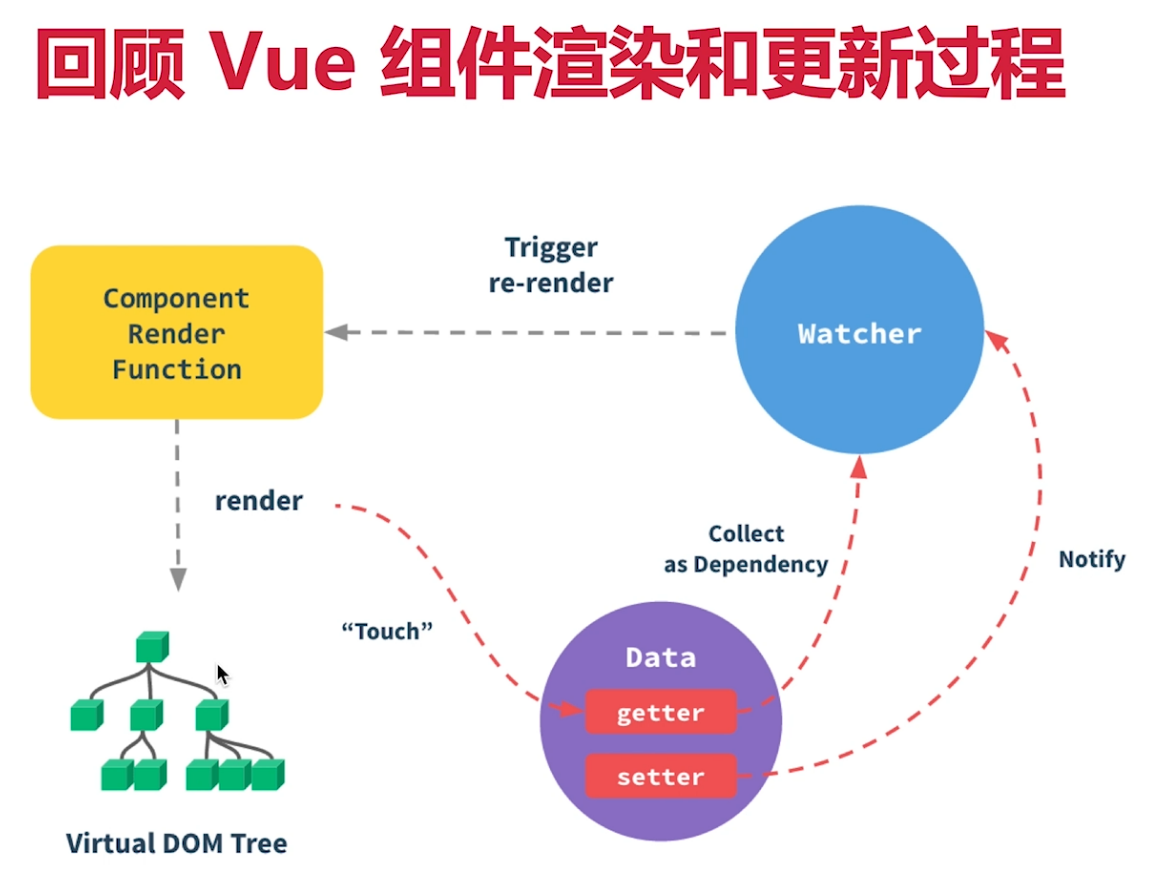 回顾 Vue 组件渲染和更新过程
Trigger
re-render
Component
Render
Function
Watcher
render
Collect
as Dependency
Notify
“Touch”
Data
getter
setter
Virtual DOM Tree